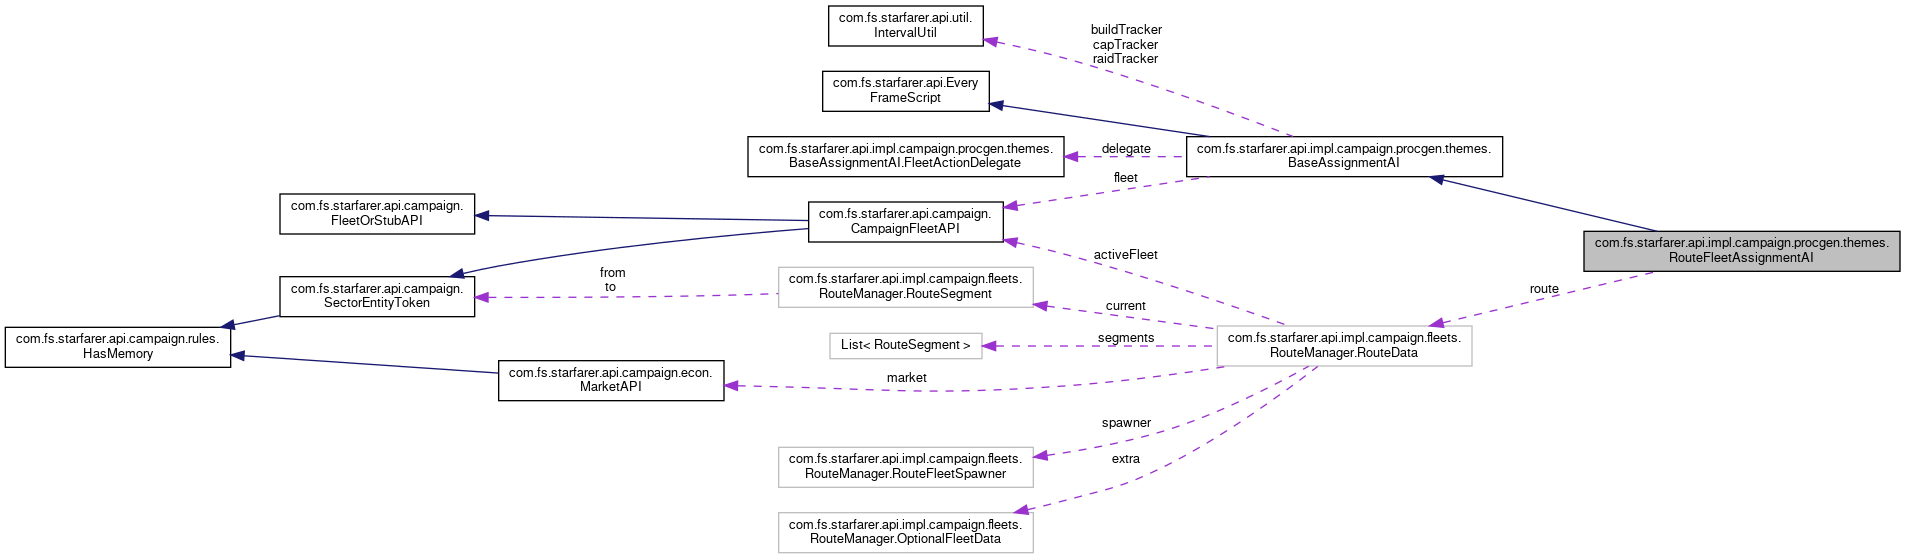 com.fs.starfarer.api.util.
IntervalUtil
buildTracker
capTracker
raidTracker
com.fs.starfarer.api.Every
FrameScript
com.fs.starfarer.api.impl.campaign.procgen.themes.
BaseAssignmentAI.FleetActionDelegate
delegate
com.fs.starfarer.api.impl.campaign.procgen.themes.
BaseAssignmentAI
fleet
com.fs.starfarer.api.campaign.
FleetOrStubAPI
com.fs.starfarer.api.campaign.
CampaignFleetAPI
com.fs.starfarer.api.impl.campaign.procgen.themes.
RouteFleetAssignmentAI
activeFleet
from
to
com.fs.starfarer.api.campaign.
SectorEntityToken
com.fs.starfarer.api.impl.campaign.fleets.
RouteManager.RouteSegment
current
route
com.fs.starfarer.api.campaign.rules.
HasMemory
List< RouteSegment >
segments
com.fs.starfarer.api.impl.campaign.fleets.
RouteManager.RouteData
com.fs.starfarer.api.campaign.econ.
MarketAPI
market
spawner
com.fs.starfarer.api.impl.campaign.fleets.
RouteManager.RouteFleetSpawner
extra
com.fs.starfarer.api.impl.campaign.fleets.
RouteManager.OptionalFleetData